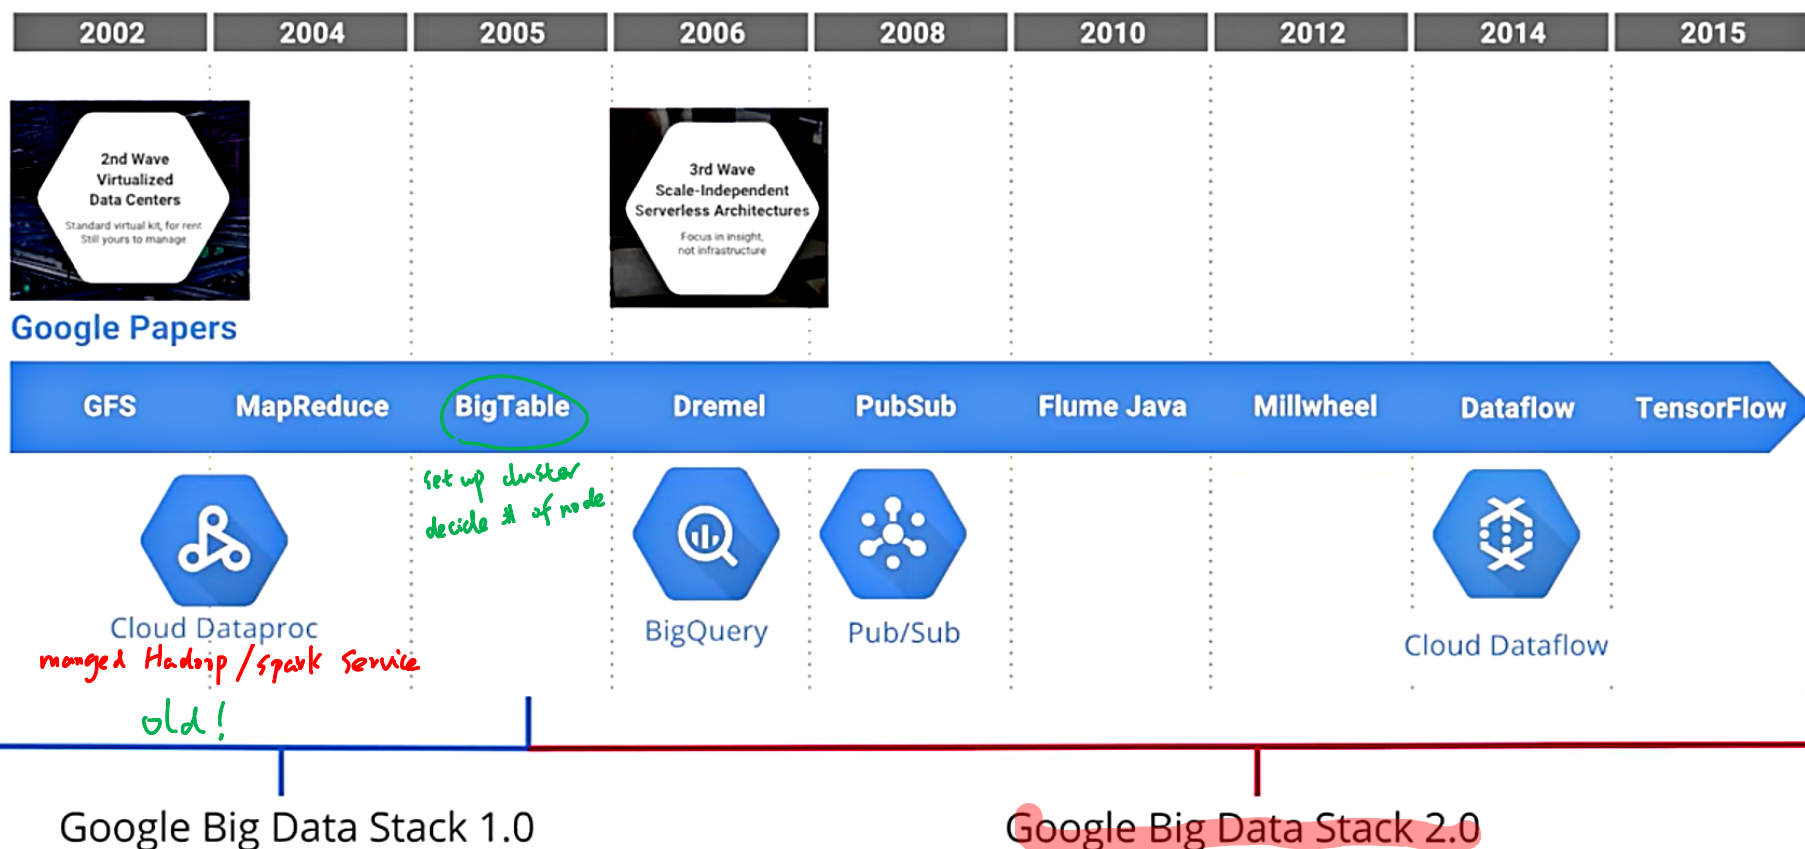 2002 2004 2005 2006 2008 2010 2012 2014 2015
2nd Wave
Virtualized
Data Centers
Standard virtual kit, for rent
Still yours to manage
3rd Wave
Scale-Independent
Serverless Architectures
Focus in insight,
not infrastructure
Google Papers
GFS MapReduce BigTable Dremel PubSub Flume Java Millwheel Dataflow TensorFlow
set up cluster
decide # of node
Cloud Dataproc
manged Hadoop/spark service
old!
BigQuery
Pub/Sub
Cloud Dataflow
Google Big Data Stack 1.0
Google Big Data Stack 2.0